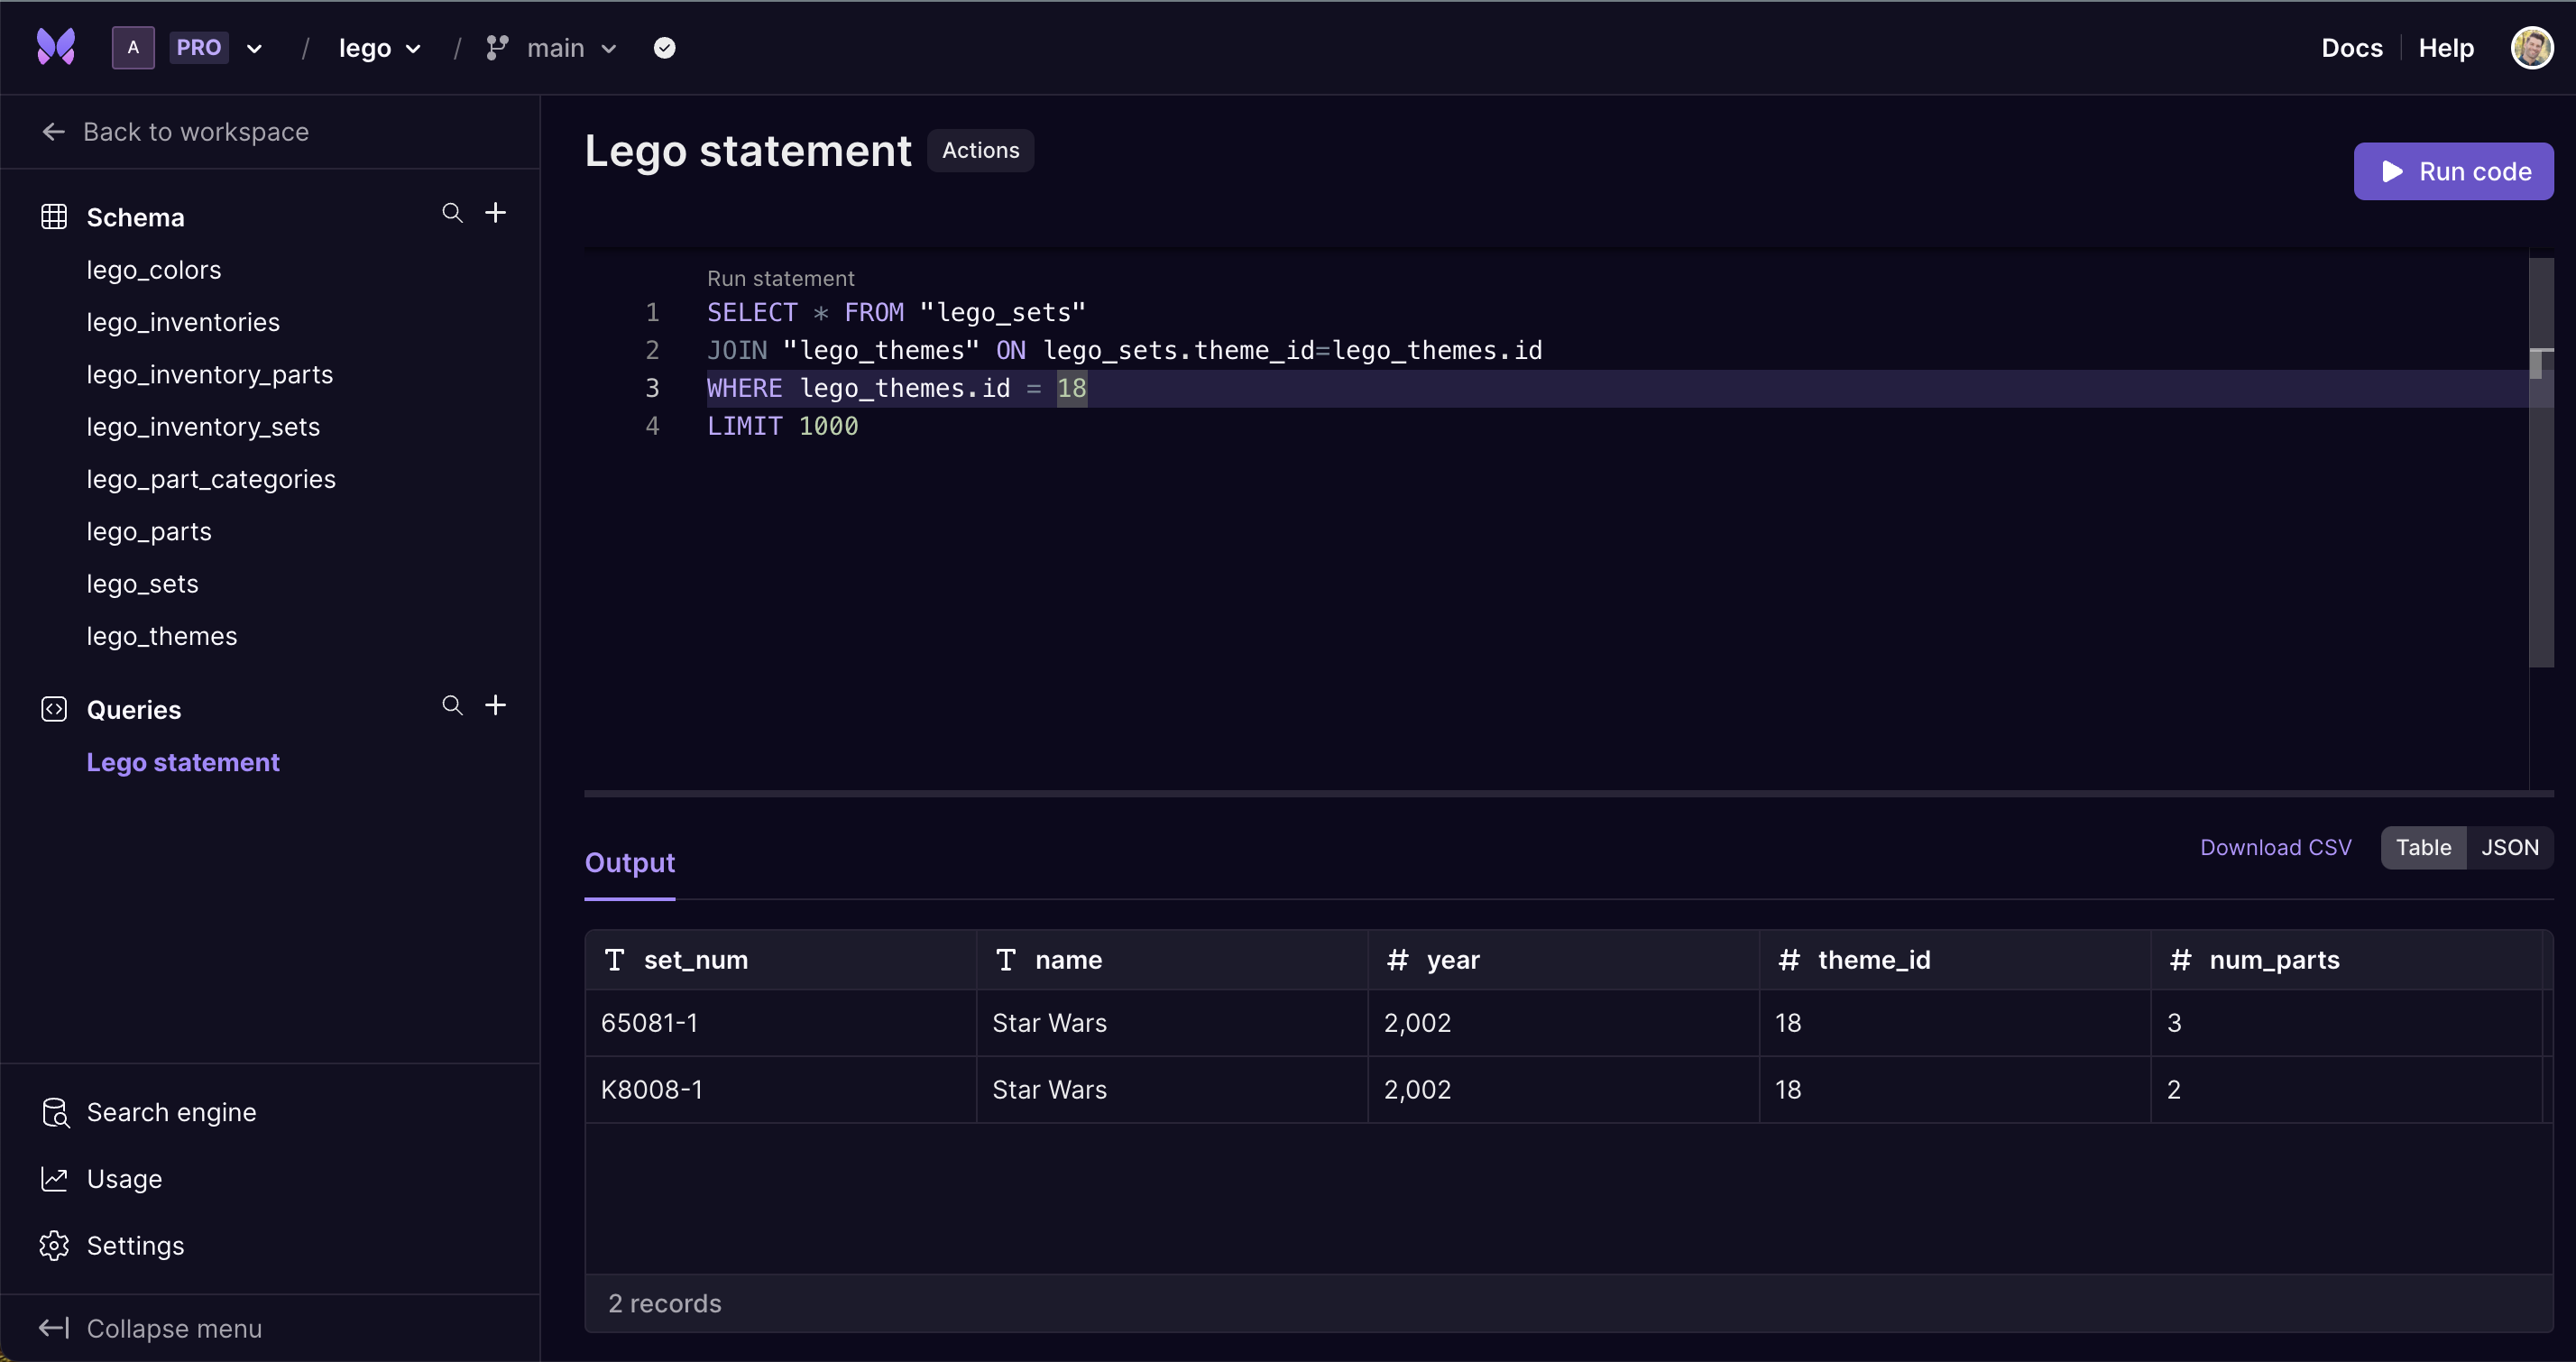 A PRO / lego / main Docs Help
Back to workspace
Schema
lego_colors
lego_inventories
lego_inventory_parts
lego_inventory_sets
lego_part_categories
lego_parts
lego_sets
lego_themes
Queries
Lego statement
Search engine
Usage
Settings
Collapse menu
Lego statement Actions
Run code
Run statement
1 SELECT * FROM "lego_sets"
2 JOIN "lego_themes" ON lego_sets.theme_id=lego_themes.id
3 WHERE lego_themes.id = 18
4 LIMIT 1000
Output Download CSV Table JSON
T set_num T name # year # theme_id # num_parts
65081-1 Star Wars 2,002 18 3
K8008-1 Star Wars 2,002 18 2
2 records